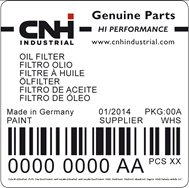 CNH
INDUSTRIAL
Genuine Parts
HI PERFORMANCE
www.cnhindustrial.com
OIL FILTER
FILTRO OLIO
FILTRE À HUILE
ÖLFILTER
FILTRO DE ACEITE
FILTRO DE ÓLEO
Made in Germany 01/2014 PKG:00A
PAINT SUPPLIER WHS
0000 0000 AA PCS XX